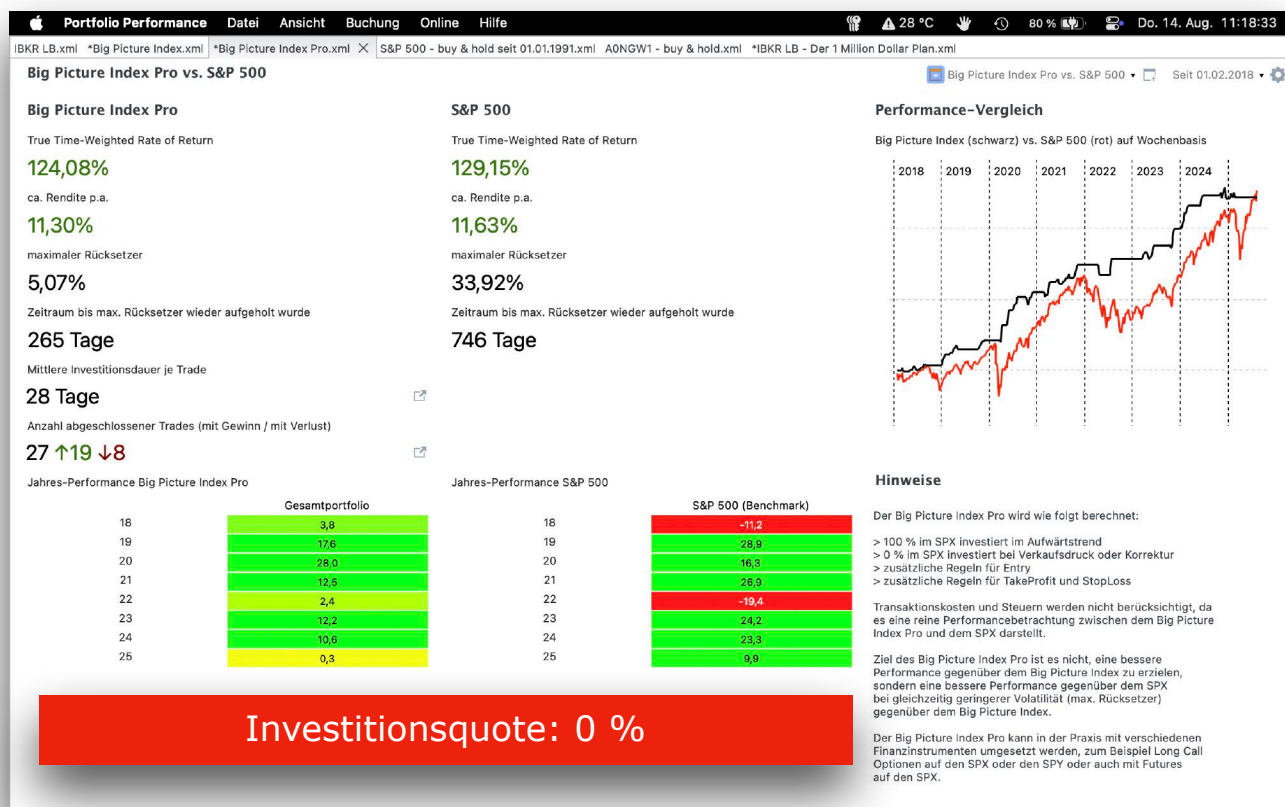 Portfolio Performance Datei Ansicht Buchung Online Hilfe 28 °C 80 % Do. 14. Aug. 11:18:33
IBKR LB.xml *Big Picture Index.xml *Big Picture Index Pro.xml S&P 500 - buy & hold seit 01.01.1991.xml A0NGW1 - buy & hold.xml *IBKR LB - Der 1 Million Dollar Plan.xml
Big Picture Index Pro vs. S&P 500
Big Picture Index Pro vs. S&P 500 Seit 01.02.2018
Big Picture Index Pro
True Time-Weighted Rate of Return
124,08%
ca. Rendite p.a.
11,30%
maximaler Rücksetzer
5,07%
Zeitraum bis max. Rücksetzer wieder aufgeholt wurde
265 Tage
Mittlere Investitionsdauer je Trade
28 Tage
Anzahl abgeschlossener Trades (mit Gewinn / mit Verlust)
27 ↑19 ↓8
Jahres-Performance Big Picture Index Pro
Gesamtportfolio
18 3,8
19 17,6
20 28,0
21 12,5
22 2,4
23 12,2
24 10,6
25 0,3
S&P 500
True Time-Weighted Rate of Return
129,15%
ca. Rendite p.a.
11,63%
maximaler Rücksetzer
33,92%
Zeitraum bis max. Rücksetzer wieder aufgeholt wurde
746 Tage
Jahres-Performance S&P 500
S&P 500 (Benchmark)
18 -11,2
19 28,9
20 16,3
21 26,9
22 -19,4
23 24,2
24 23,3
25 9,9
Performance-Vergleich
Big Picture Index (schwarz) vs. S&P 500 (rot) auf Wochenbasis
2018 2019 2020 2021 2022 2023 2024
Hinweise
Der Big Picture Index Pro wird wie folgt berechnet:
> 100 % im SPX investiert im Aufwärtstrend
> 0 % im SPX investiert bei Verkaufsdruck oder Korrektur
> zusätzliche Regeln für Entry
> zusätzliche Regeln für TakeProfit und StopLoss
Transaktionskosten und Steuern werden nicht berücksichtigt, da
es eine reine Performancebetrachtung zwischen dem Big Picture
Index Pro und dem SPX darstellt.
Ziel des Big Picture Index Pro ist es nicht, eine bessere
Performance gegenüber dem Big Picture Index zu erzielen,
sondern eine bessere Performance gegenüber dem SPX
bei gleichzeitig geringerer Volatilität (max. Rücksetzer)
gegenüber dem Big Picture Index.
Der Big Picture Index Pro kann in der Praxis mit verschiedenen
Finanzinstrumenten umgesetzt werden, zum Beispiel Long Call
Optionen auf den SPX oder den SPY oder auch mit Futures
auf den SPX.
Investitionsquote: 0 %